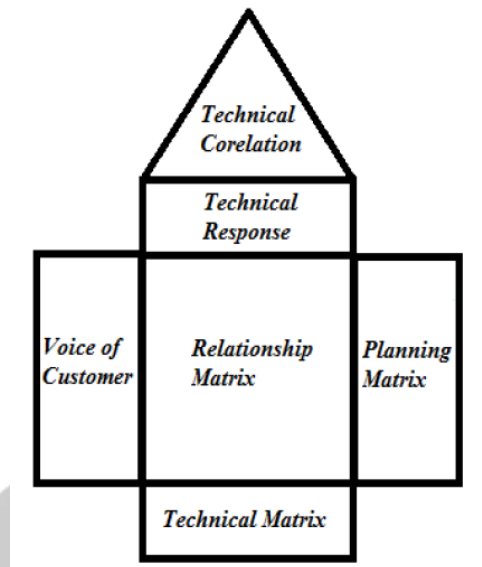 Technical
Corelation
Technical
Response
Voice of
Customer
Relationship
Matrix
Planning
Matrix
Technical Matrix